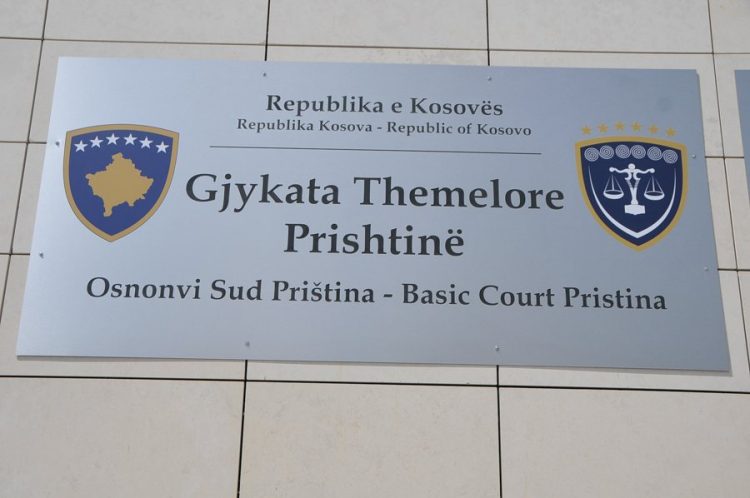 Republika e Kosovës
Republika Kosova - Republic of Kosovo
Gjykata Themelore
Prishtinë
Osnonvi Sud Priština - Basic Court Pristina